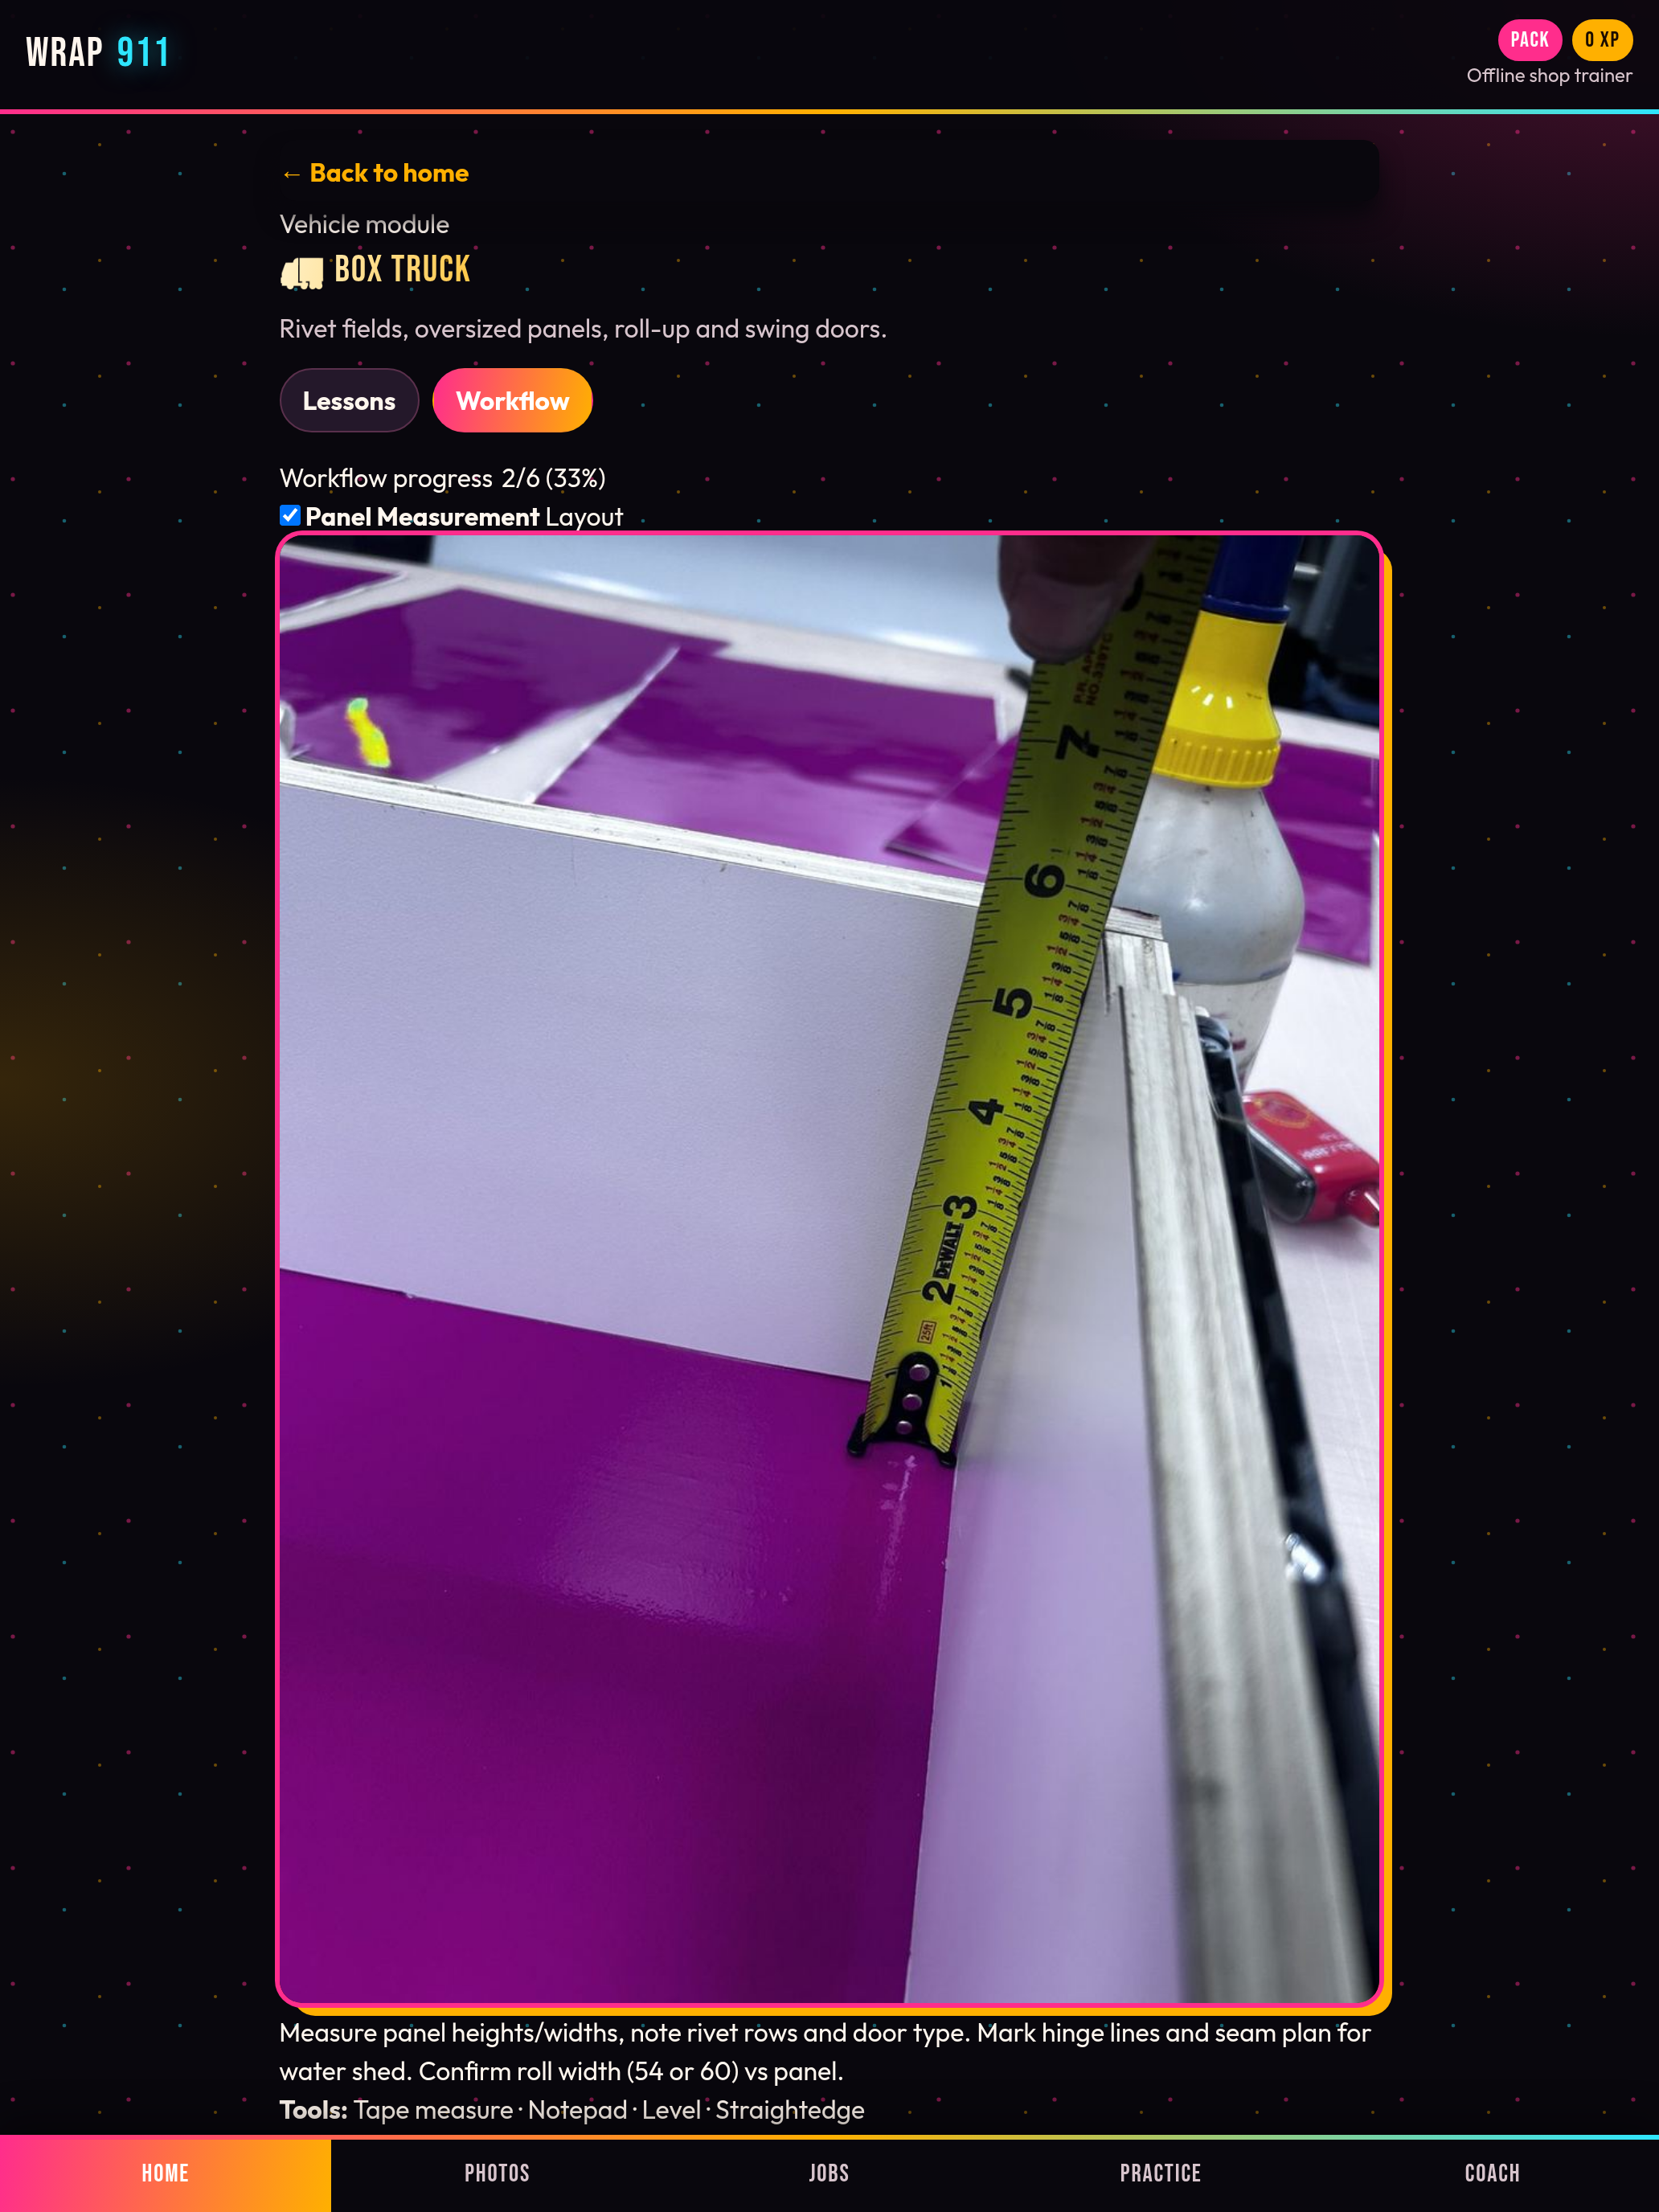 WRAP 911
PACK
0 XP
Offline shop trainer
← Back to home
Vehicle module
BOX TRUCK
Rivet fields, oversized panels, roll-up and swing doors.
Lessons
Workflow
Workflow progress 2/6 (33%)
Panel Measurement Layout
7
6
5
4
3
DEWALT
2
25ft
1
1
Measure panel heights/widths, note rivet rows and door type. Mark hinge lines and seam plan for
water shed. Confirm roll width (54 or 60) vs panel.
Tools: Tape measure · Notepad · Level · Straightedge
HOME
PHOTOS
JOBS
PRACTICE
COACH